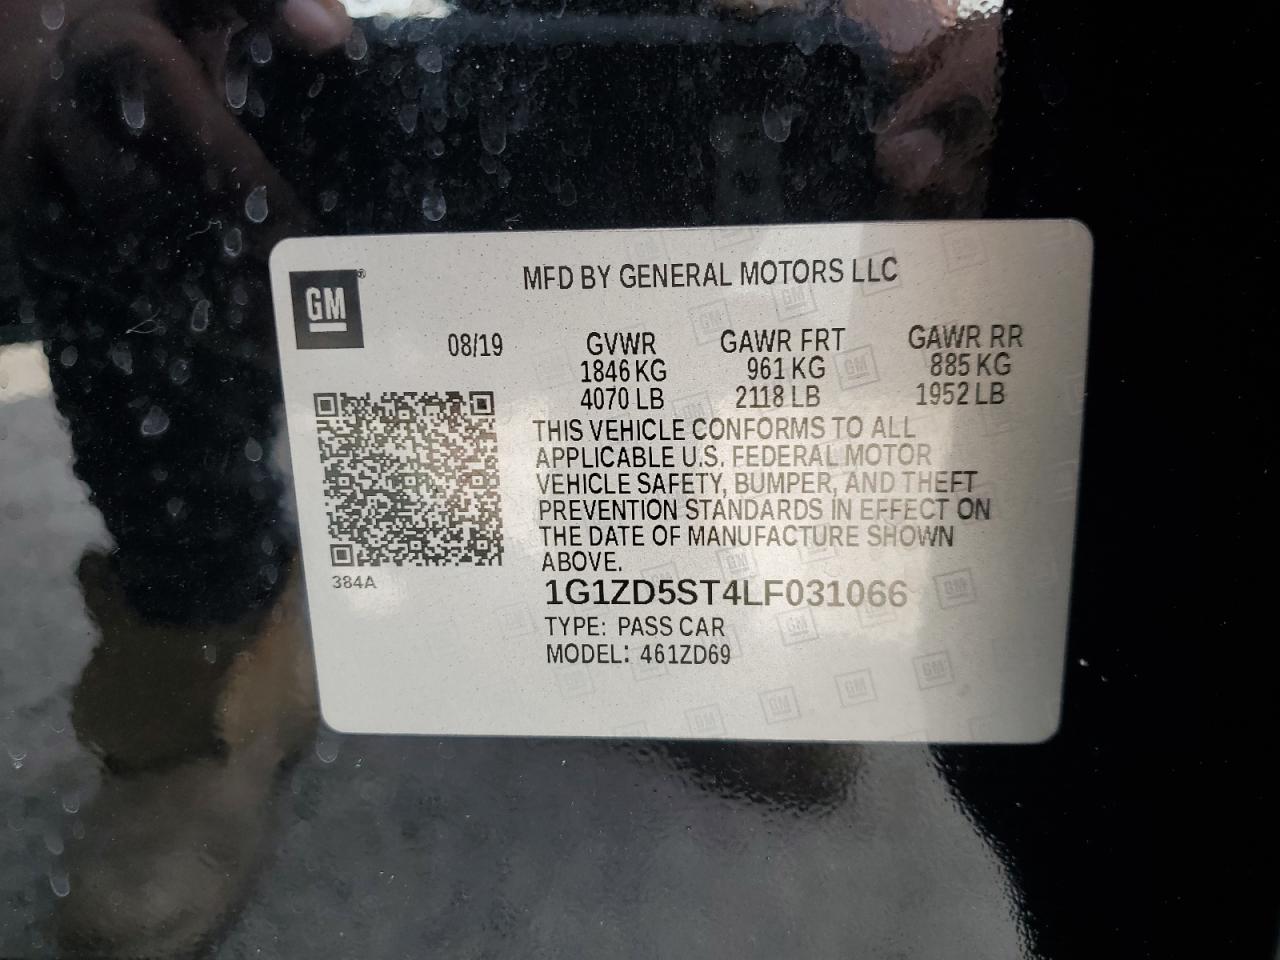 MFD BY GENERAL MOTORS LLC
GM
08/19 GVWR GAWR FRT GAWR RR
1846 KG 961 KG 885 KG
4070 LB 2118 LB 1952 LB
THIS VEHICLE CONFORMS TO ALL
APPLICABLE U.S. FEDERAL MOTOR
VEHICLE SAFETY, BUMPER, AND THEFT
PREVENTION STANDARDS IN EFFECT ON
THE DATE OF MANUFACTURE SHOWN
ABOVE.
384A
1G1ZD5ST4LF031066
TYPE: PASS CAR
MODEL: 461ZD69